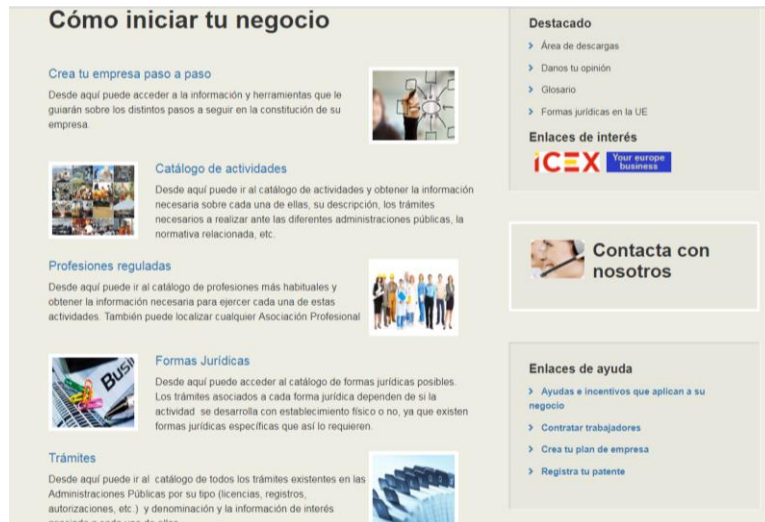 Cómo iniciar tu negocio
Crea tu empresa paso a paso
Desde aquí puede acceder a la información y herramientas que le
guiarán sobre los distintos pasos a seguir en la constitución de su
empresa.
Catálogo de actividades
Desde aquí puede ir al catálogo de actividades y obtener la información
necesaria sobre cada una de ellas, su descripción, los trámites
necesarios a realizar ante las diferentes administraciones públicas, la
normativa relacionada, etc.
Profesiones reguladas
Desde aquí puede ir al catálogo de profesiones más habituales y
obtener la información necesaria para ejercer cada una de estas
actividades. También puede localizar cualquier Asociación Profesional
Busi
Formas Jurídicas
Desde aquí puede acceder al catálogo de formas jurídicas posibles.
Los trámites asociados a cada forma jurídica dependen de si la
actividad se desarrolla con establecimiento físico o no, ya que existen
formas jurídicas específicas que así lo requieren.
Trámites
Desde aquí puede ir al catálogo de todos los trámites existentes en las
Administraciones Públicas por su tipo (licencias, registros,
autorizaciones, etc.) y denominación y la información de interés
Destacado
Área de descargas
Danos tu opinión
Glosario
Formas jurídicas en la UE
Enlaces de interés
ICEX
Your europe
business
Contacta con
nosotros
Enlaces de ayuda
Ayudas e incentivos que aplican a su
negocio
Contratar trabajadores
Crea tu plan de empresa
Registra tu patente